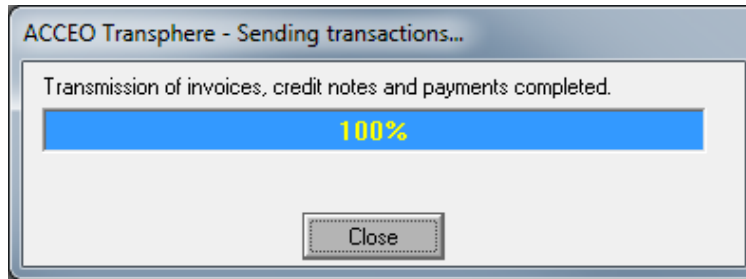 ACCEO Transphere - Sending transactions...
Transmission of invoices, credit notes and payments completed.
100%
Close